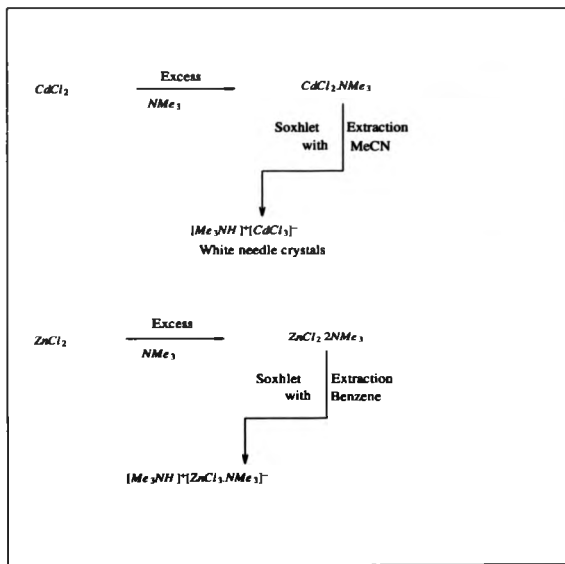 CdCl₂ Excess NMe₃ CdCl₂.NMe₃
Soxhlet Extraction
with MeCN
[Me₃NH]⁺[CdCl₃]⁻
White needle crystals
ZnCl₂ Excess NMe₃ ZnCl₂ 2NMe₃
Soxhlet Extraction
with Benzene
[Me₃NH]⁺[ZnCl₃.NMe₃]⁻